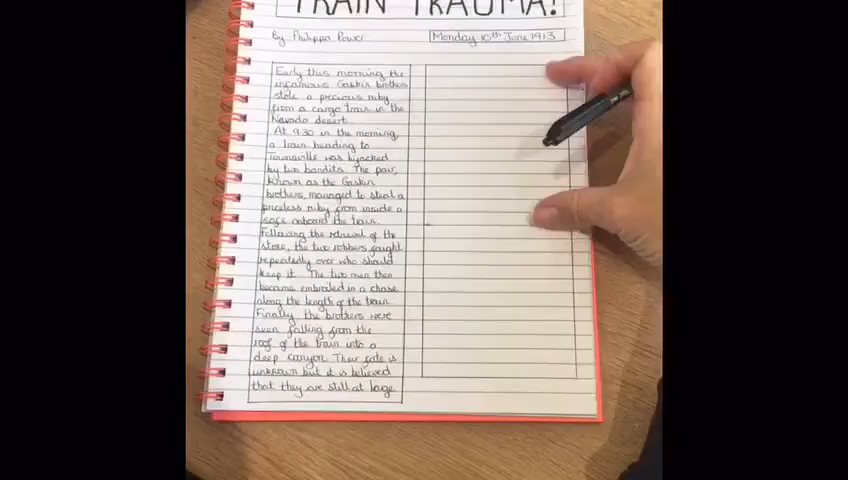 TRAIN TRAUMA!
By Philippa Power
Monday 10th June 1913
Early this morning the
infamous Gaskin brothers
stole a precious ruby
from a cargo train in the
Navado desert.
At 9.30 in the morning,
a train heading to
was hijacked
by two bandits. The pair,
known as the Gaskin
brothers, managed to steal a
priceless ruby from inside a
safe onboard the train.
Following the retrieval of the
stone, the two robbers fought
repeatedly over who should
keep it. The two men then
became embroiled in a chase
along the length of the train.
Finally, the brothers were
seen falling from the
roof of the train into a
deep canyon. Their fate is
unknown but it is believed
that they are still at large